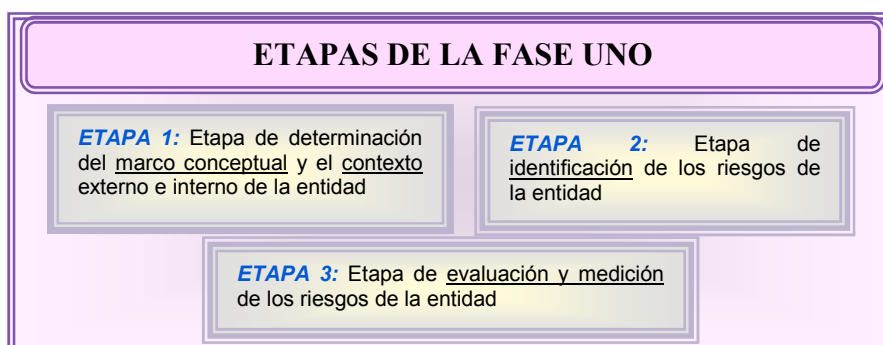 ETAPAS DE LA FASE UNO
ETAPA 1: Etapa de determinación
del marco conceptual y el contexto
externo e interno de la entidad
ETAPA 2: Etapa de
identificación de los riesgos de
la entidad
ETAPA 3: Etapa de evaluación y medición
de los riesgos de la entidad